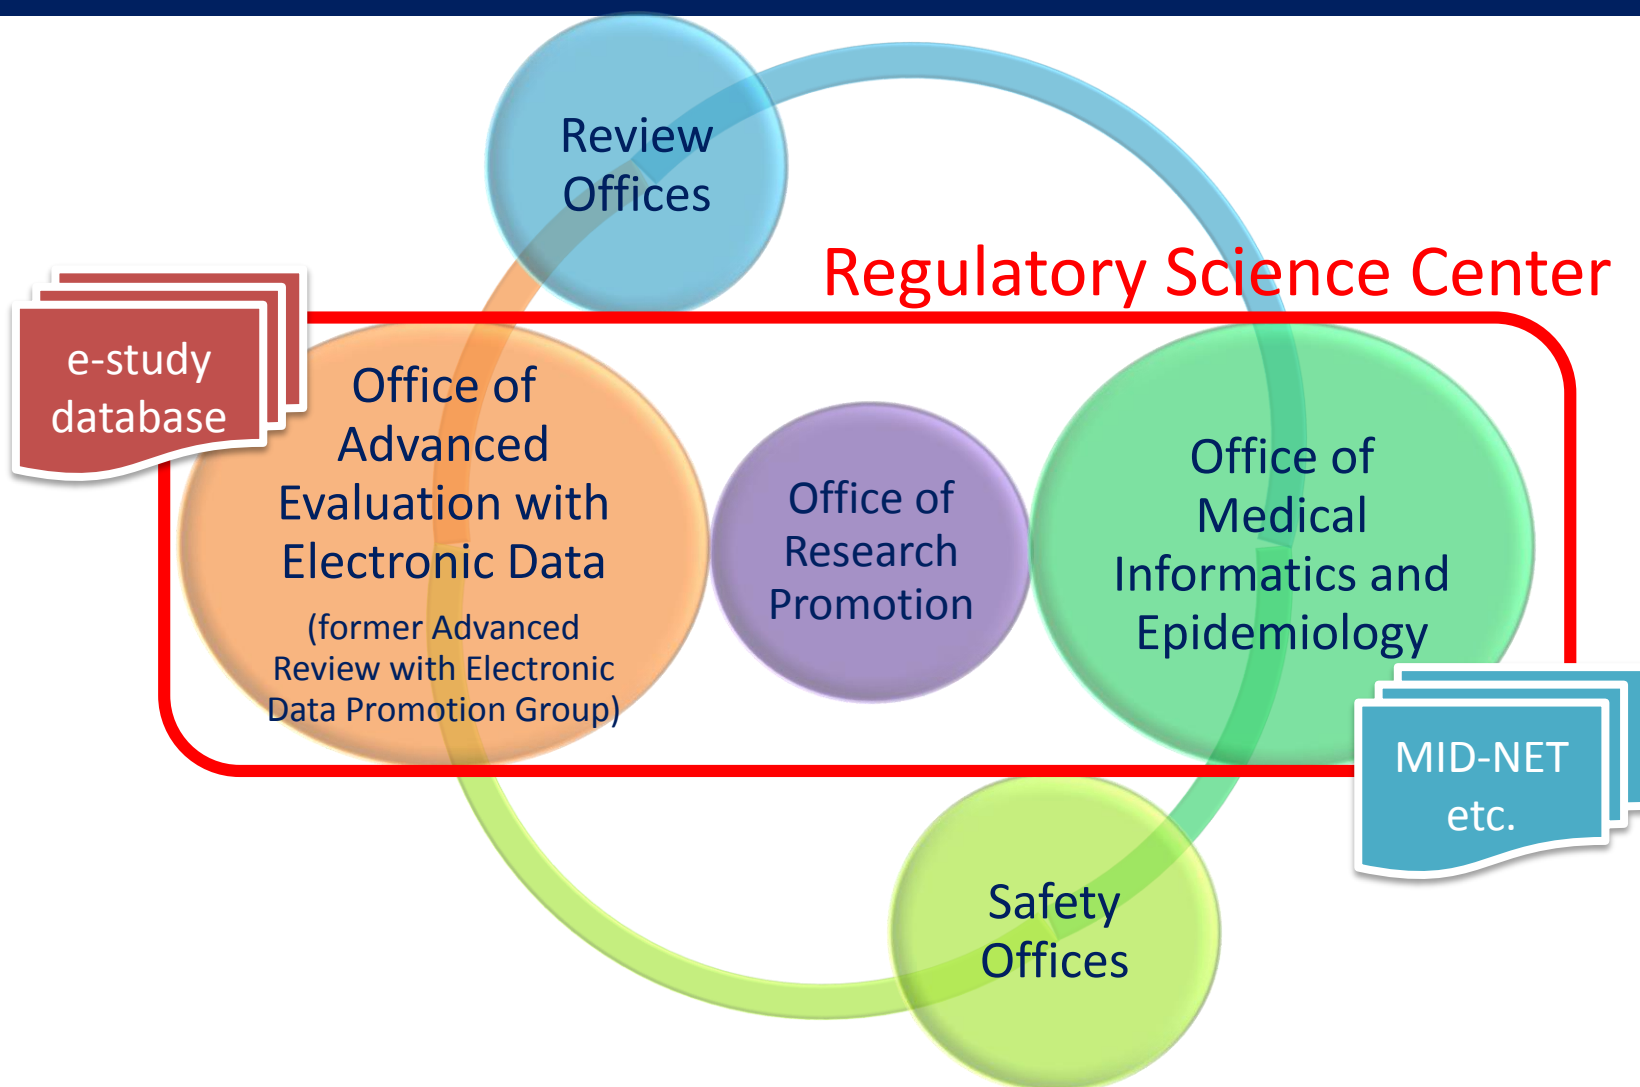 Review
Offices
Regulatory Science Center
e-study
database
Office of
Advanced
Evaluation with
Electronic Data
(former Advanced
Review with Electronic
Data Promotion Group)
Office of
Research
Promotion
Office of
Medical
Informatics and
Epidemiology
MID-NET
etc.
Safety
Offices